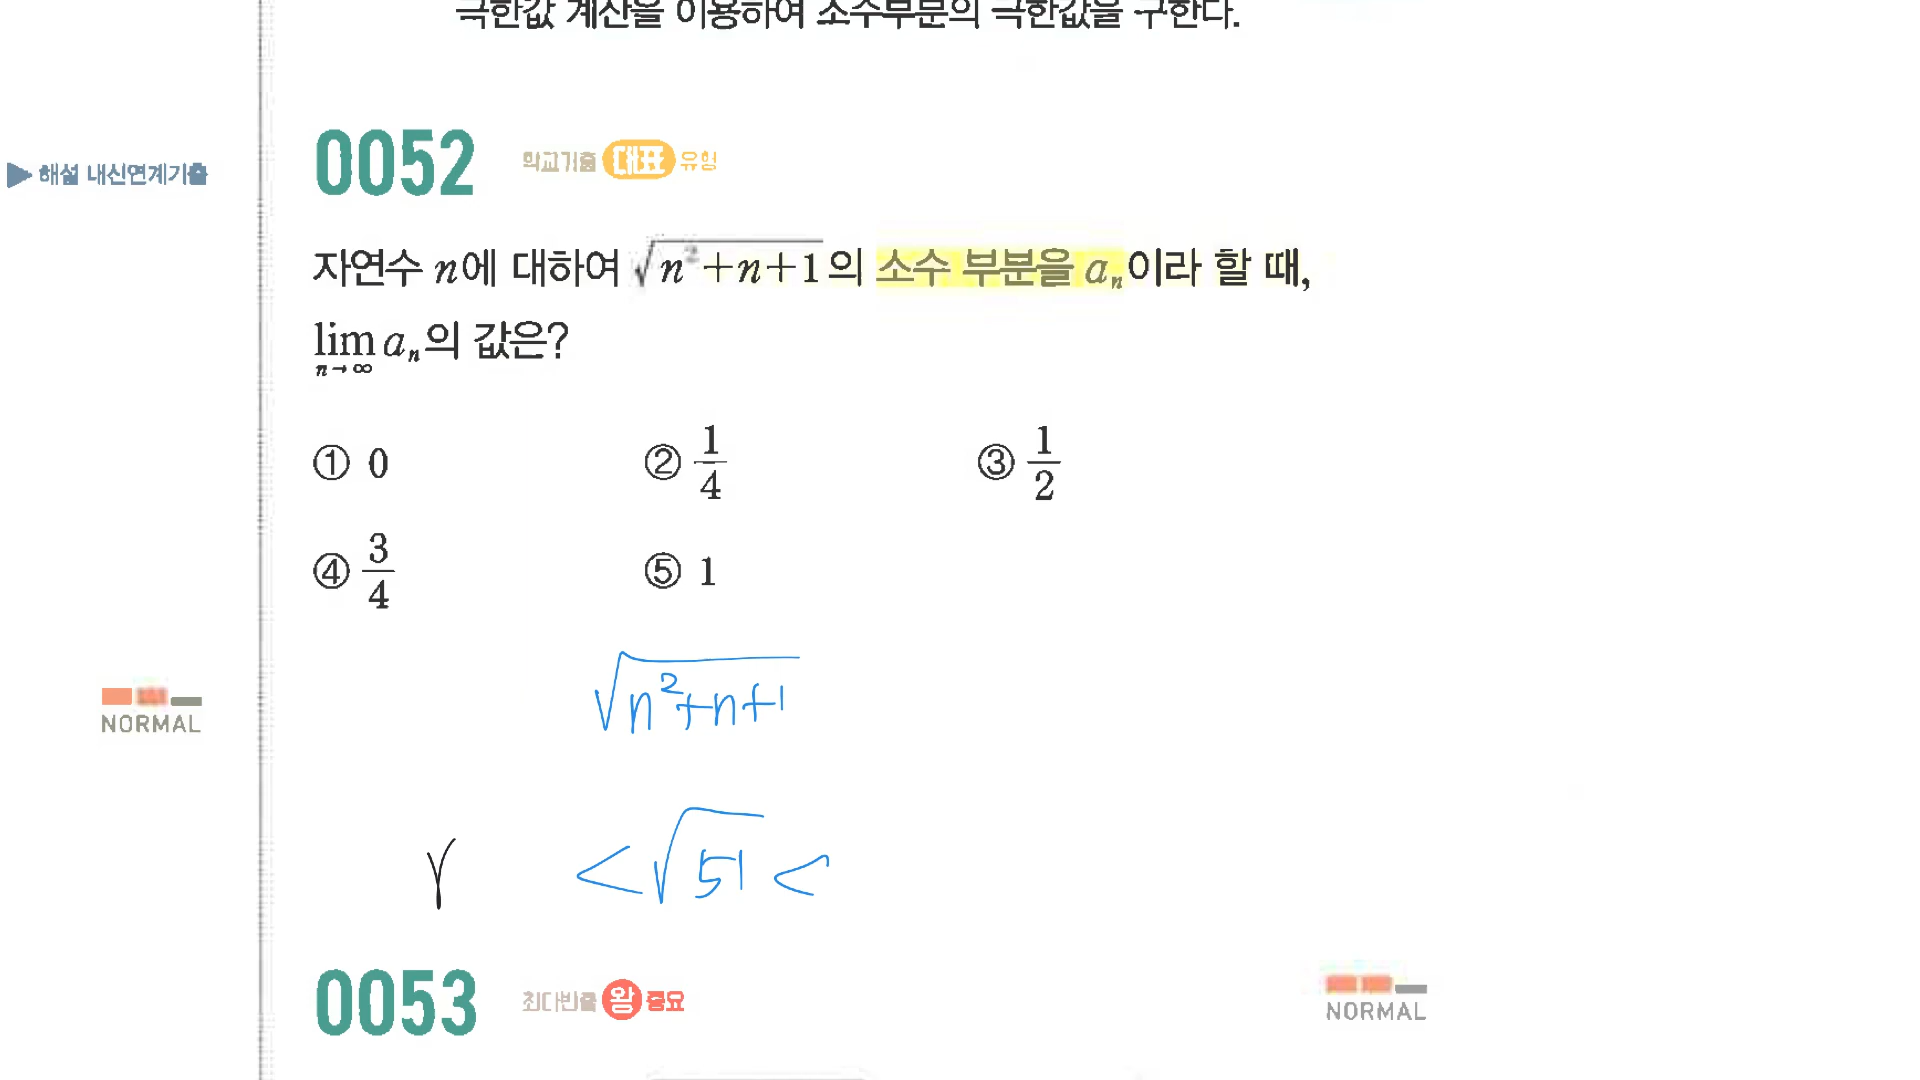 극한값 계산을 이용하여 소수부분의 극한값을 구한다.
▶ 해설 내신연계기출
0052 학교기출 대표 유형
자연수 n에 대하여 √(n²+n+1)의 소수 부분을 aₙ이라 할 때,
lim n→∞ aₙ의 값은?
① 0 ② 1/4 ③ 1/2
④ 3/4 ⑤ 1
√(n²+n+1)
NORMAL
γ <√51<
0053 최다빈출 왕 중요
NORMAL